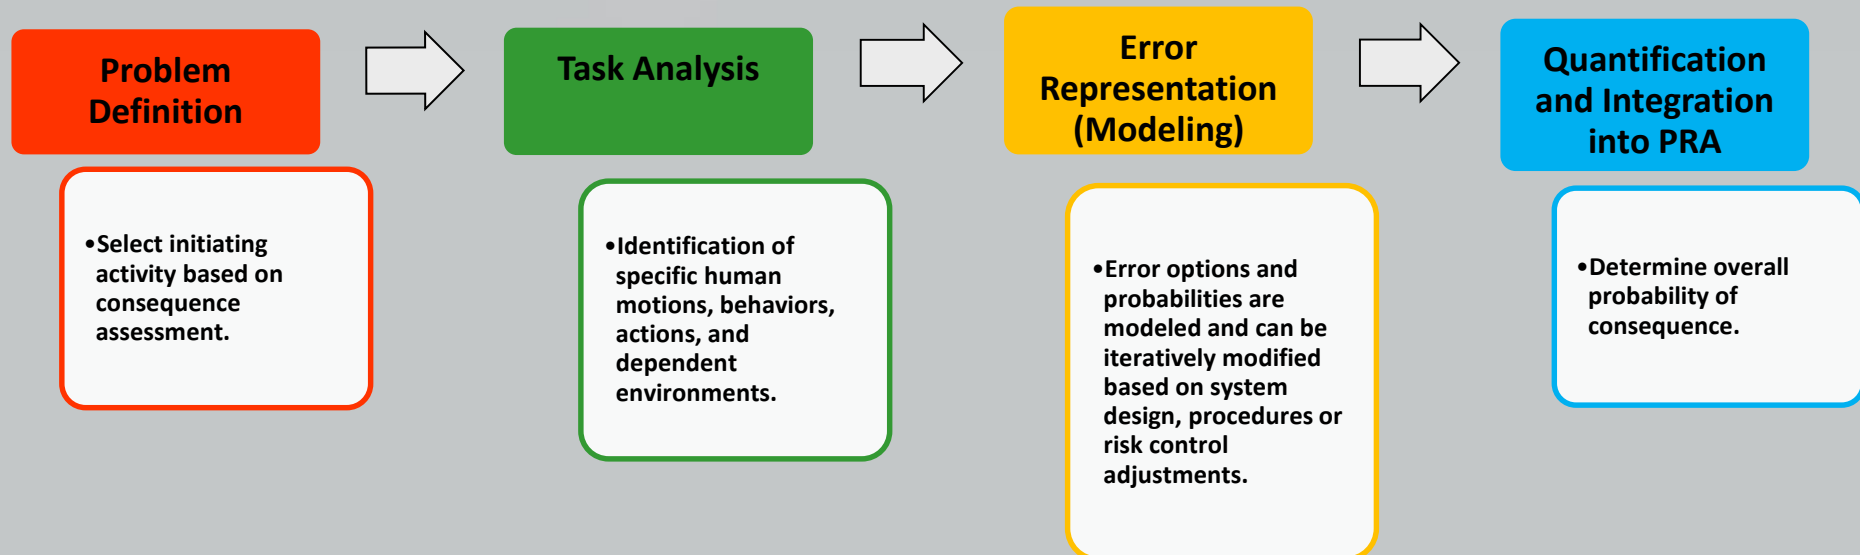 Problem
Definition
•Select initiating
activity based on
consequence
assessment.
Task Analysis
•Identification of
specific human
motions, behaviors,
actions, and
dependent
environments.
Error
Representation
(Modeling)
•Error options and
probabilities are
modeled and can be
iteratively modified
based on system
design, procedures or
risk control
adjustments.
Quantification
and Integration
into PRA
•Determine overall
probability of
consequence.